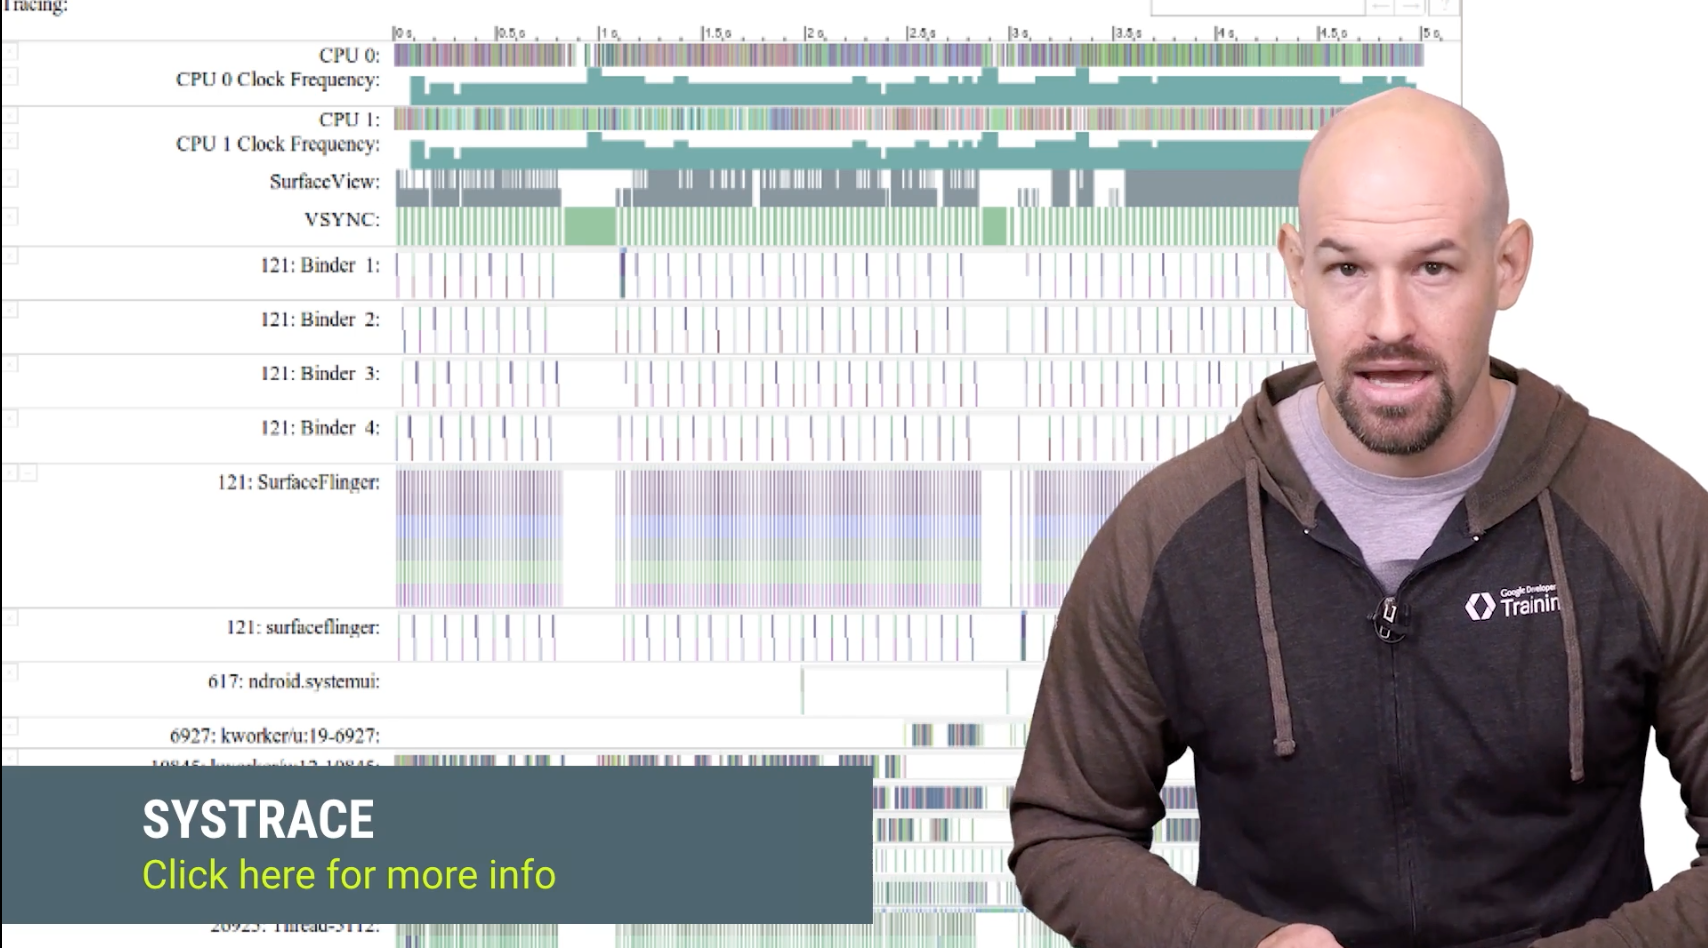 Tracing:
0 s, 0.5 s 1 s, 1.5 s 2 s, 2.5 s 3 s, 3.5 s 4 s, 4.5 s, 5 s,
CPU 0:
CPU 0 Clock Frequency:
CPU 1:
CPU 1 Clock Frequency:
SurfaceView:
VSYNC:
121: Binder 1:
121: Binder 2:
121: Binder 3:
121: Binder 4:
121: SurfaceFlinger:
Google Developer
Trainin
121: surfaceflinger:
617: ndroid.systemui:
6927: kworker/u:19-6927:
SYSTRACE
Click here for more info